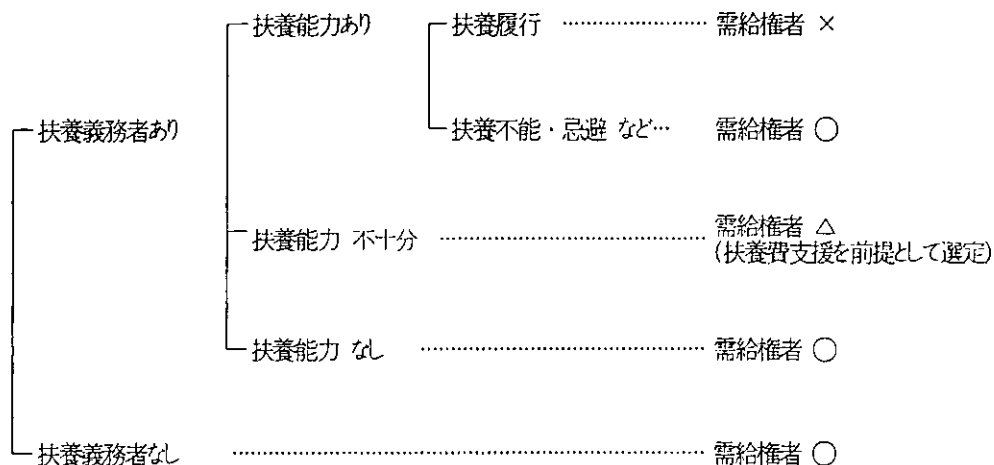 扶養能力あり 扶養履行 ………… 需給権者 ×
扶養義務者あり 扶養不能・忌避 など… 需給権者 ○
扶養能力 不十分 ………… 需給権者 △
(扶養費支援を前提として選定)
扶養能力 なし ………… 需給権者 ○
扶養義務者なし ………… 需給権者 ○